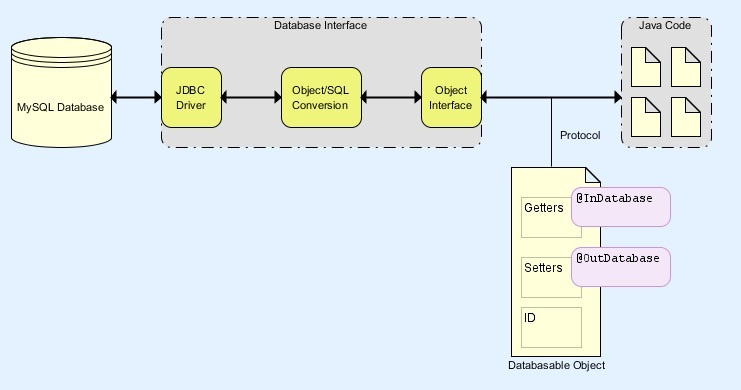 Database Interface
Java Code
MySQL Database
JDBC
Driver
Object/SQL
Conversion
Object
Interface
Protocol
Getters
@InDatabase
Setters
@OutDatabase
ID
Databasable Object